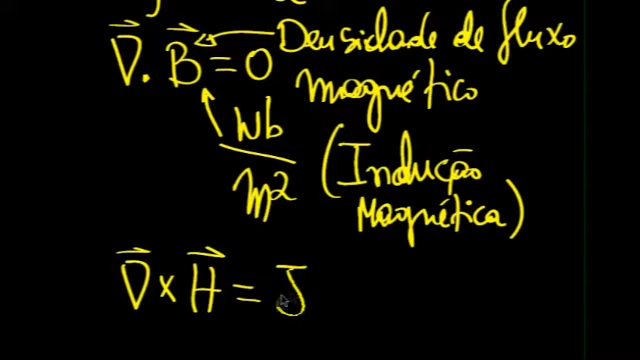 ∇⃗ · B⃗ = 0 Densidade de fluxo
magnético
Wb
m²
(Indução
Magnética)
∇⃗ × H⃗ = J